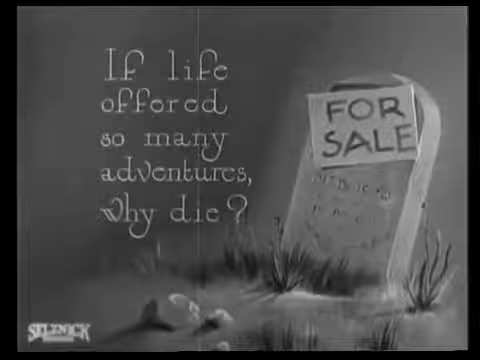 If life
offered
so many
adventures,
why die?
FOR
SALE
SELZNICK